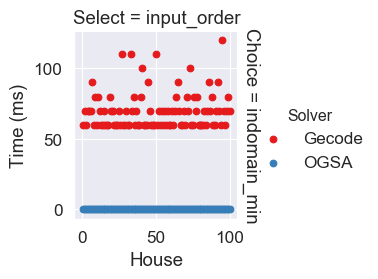 Select = input_order
Time (ms)
100
50
0
0
50
100
House
Choice = indomain_min
Solver
Gecode
OGSA